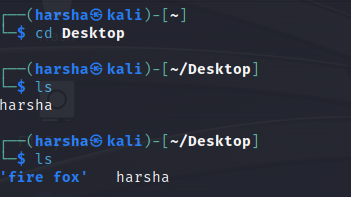 ┌──(harsha㉿kali)-[~]
└─$ cd Desktop
┌──(harsha㉿kali)-[~/Desktop]
└─$ ls
harsha
┌──(harsha㉿kali)-[~/Desktop]
└─$ ls
'fire fox'   harsha